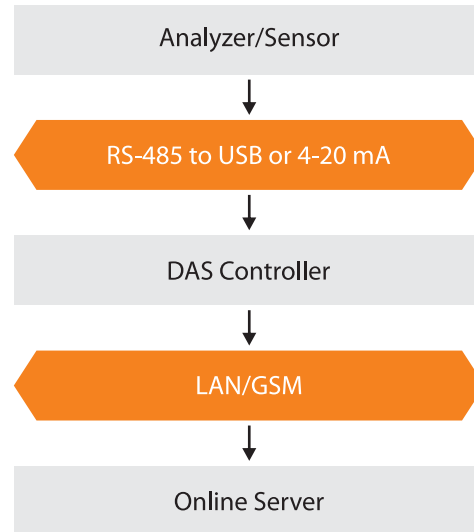 Analyzer/Sensor
RS-485 to USB or 4-20 mA
DAS Controller
LAN/GSM
Online Server